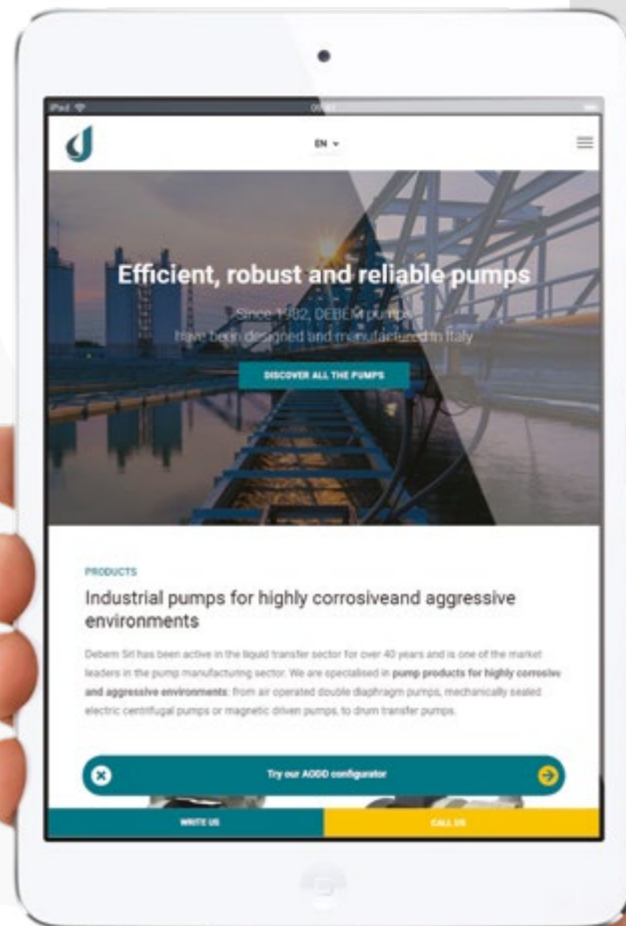 iPad
EN
Efficient, robust and reliable pumps
Since 1982, DEBEM pumps
have been designed and manufactured in Italy
DISCOVER ALL THE PUMPS
PRODUCTS
Industrial pumps for highly corrosiveand aggressive
environments
Debem Srl has been active in the liquid transfer sector for over 40 years and is one of the market
leaders in the pump manufacturing sector. We are specialised in pump products for highly corrosive
and aggressive environments: from air operated double diaphragm pumps, mechanically sealed
electric centrifugal pumps or magnetic driven pumps, to drum transfer pumps.
Try our AODD configurator
WRITE US
CALL US